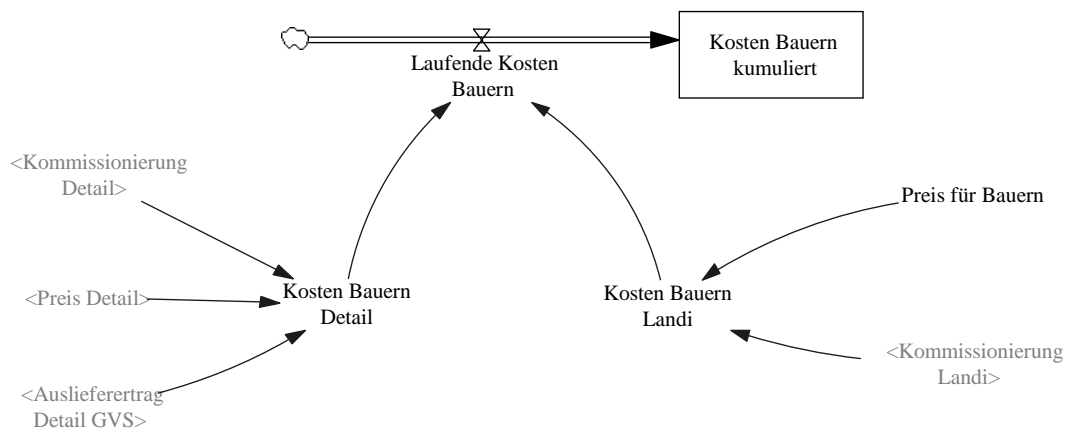 Kosten Bauern
kumuliert
Laufende Kosten
Bauern
<Kommissionierung
Detail>
Preis für Bauern
<Preis Detail>
Kosten Bauern
Detail
Kosten Bauern
Landi
<Kommissionierung
Landi>
<Ausliefererertrag
Detail GVS>